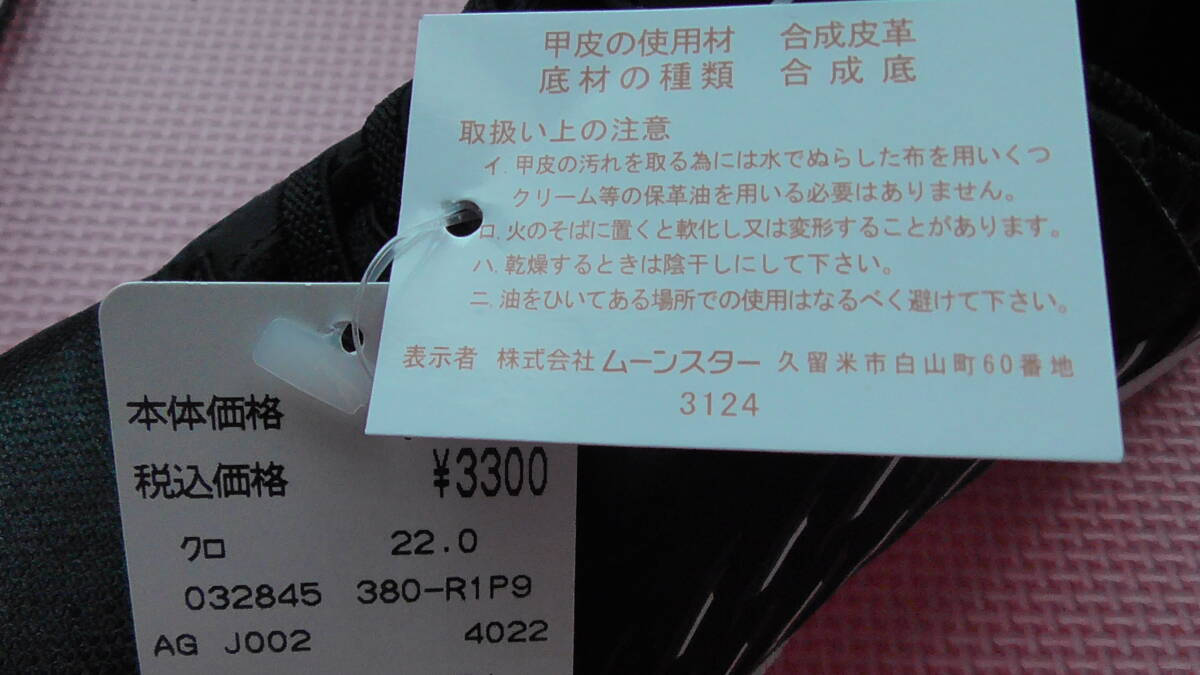 甲皮の使用材 合成皮革
底材の種類 合成底
取扱い上の注意
イ.甲皮の汚れを取る為には水でぬらした布を用いくつ
クリーム等の保革油を用いる必要はありません。
ロ.火のそばに置くと軟化し又は変形することがあります。
ハ.乾燥するときは陰干しにして下さい。
ニ.油をひいてある場所での使用はなるべく避けて下さい。
表示者 株式会社 ムーンスター 久留米市白山町60番地
3124
本体価格
税込価格 ¥3300
クロ 22.0
032845 380-R1P9
AG J002 4022